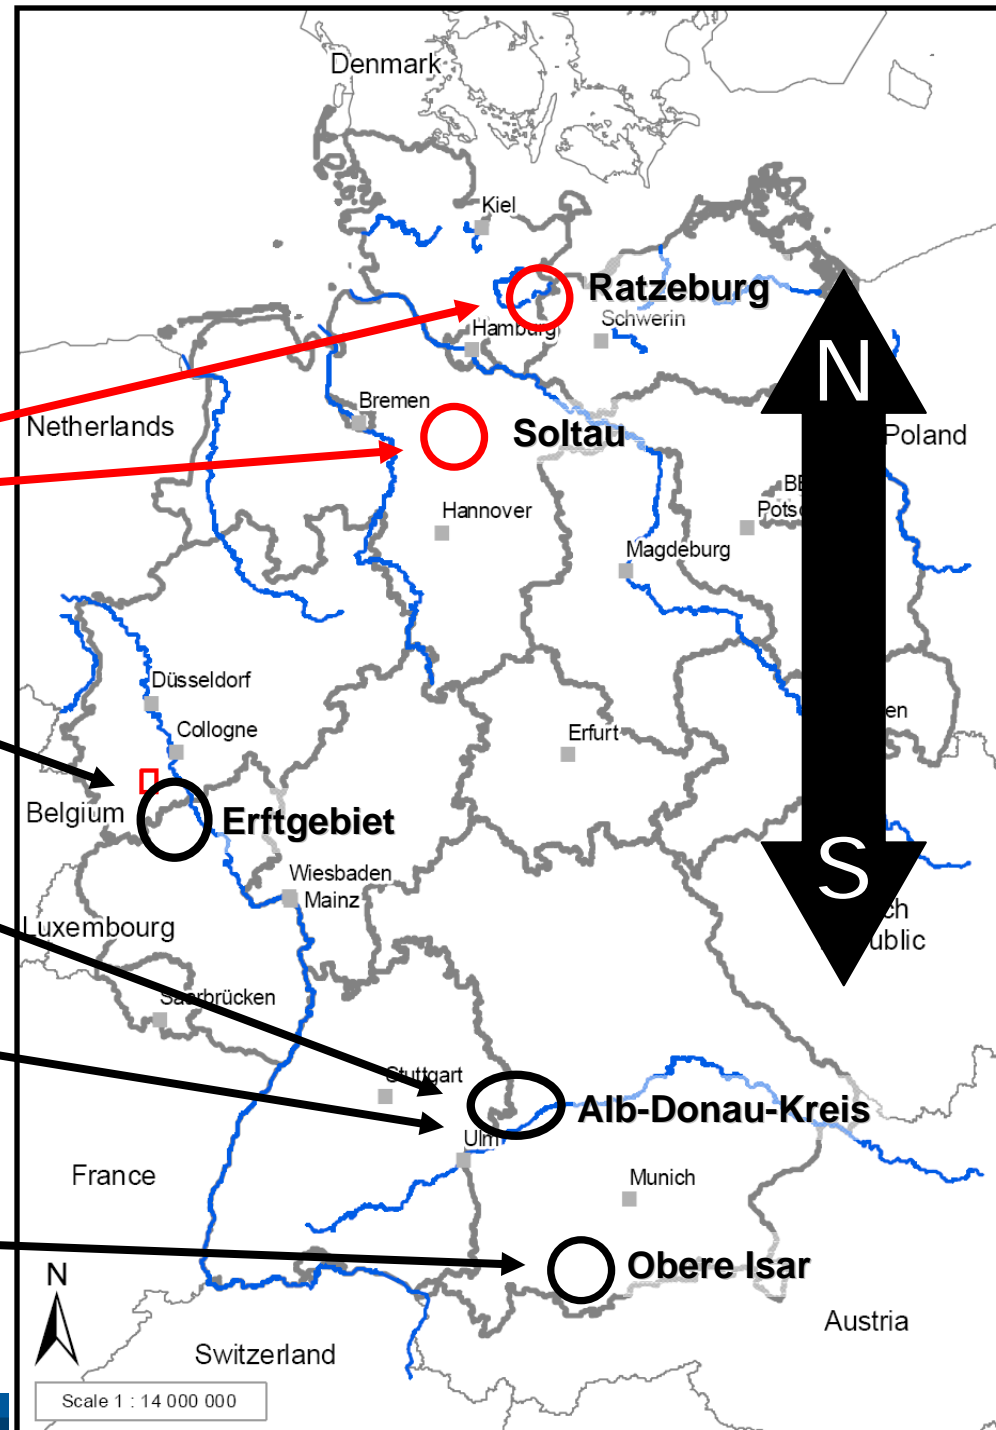 Denmark
Kiel
Ratzeburg
Schwerin
Hamburg
N
Bremen
Netherlands
Soltau
Poland
Hannover
Magdeburg
Düsseldorf
Collogne
Erfurt
Belgium
Erftgebiet
S
Wiesbaden
Mainz
Luxembourg
Saarbrücken
Stuttgart
Alb-Donau-Kreis
Ulm
France
Munich
Obere Isar
N
Austria
Switzerland
Scale 1 : 14 000 000